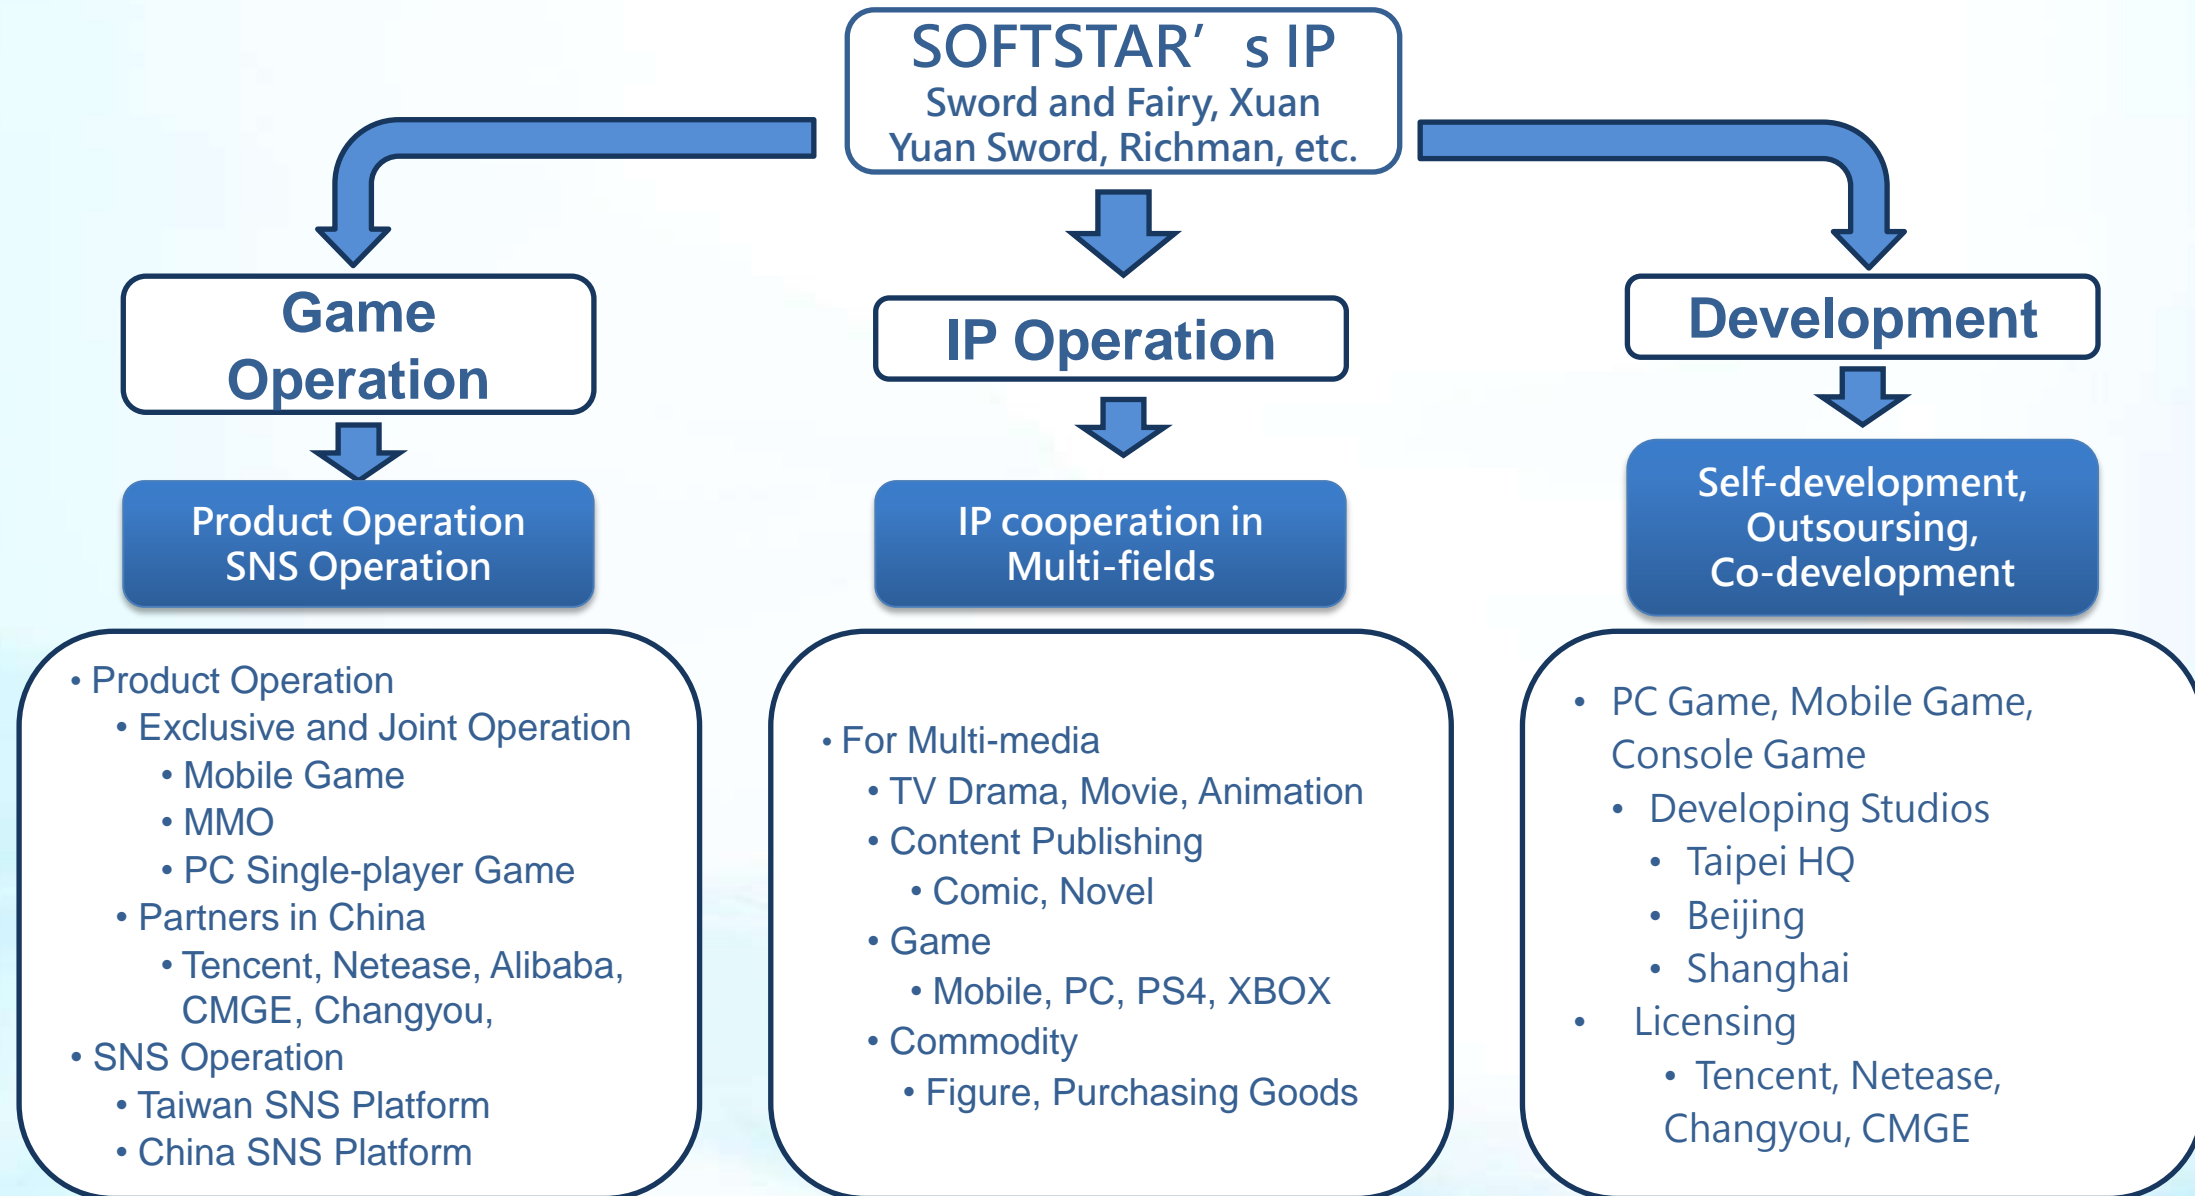 SOFTSTAR’s IP
Sword and Fairy, Xuan
Yuan Sword, Richman, etc.
Game
Operation
Product Operation
SNS Operation
• Product Operation
• Exclusive and Joint Operation
• Mobile Game
• MMO
• PC Single-player Game
• Partners in China
• Tencent, Netease, Alibaba,
CMGE, Changyou,
• SNS Operation
• Taiwan SNS Platform
• China SNS Platform
IP Operation
IP cooperation in
Multi-fields
• For Multi-media
• TV Drama, Movie, Animation
• Content Publishing
• Comic, Novel
• Game
• Mobile, PC, PS4, XBOX
• Commodity
• Figure, Purchasing Goods
Development
Self-development,
Outsoursing,
Co-development
• PC Game, Mobile Game,
Console Game
• Developing Studios
• Taipei HQ
• Beijing
• Shanghai
• Licensing
• Tencent, Netease,
Changyou, CMGE